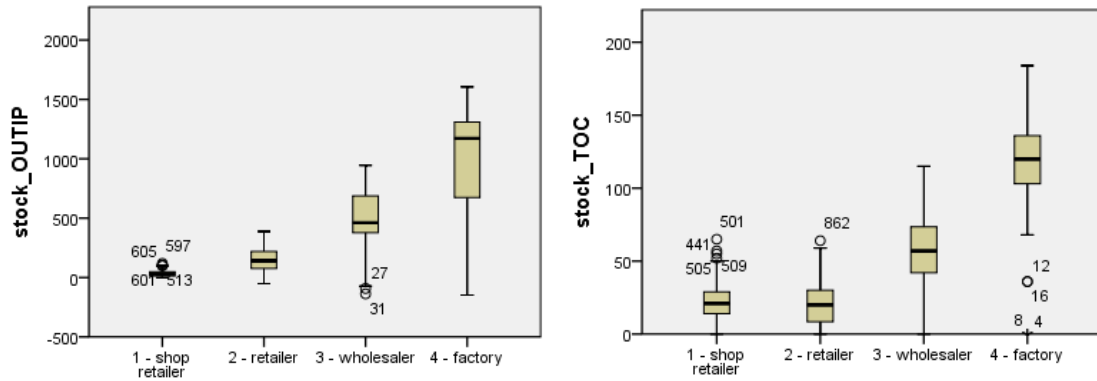 stock_OUTIP
2000
1500
1000
500
0
-500
605 597
601 513
27
31
1 - shop
retailer
2 - retailer
3 - wholesaler
4 - factory
stock_TOC
200
150
100
50
0
501
441
505 509
862
12
16
8 4
1 - shop
retailer
2 - retailer
3 - wholesaler
4 - factory